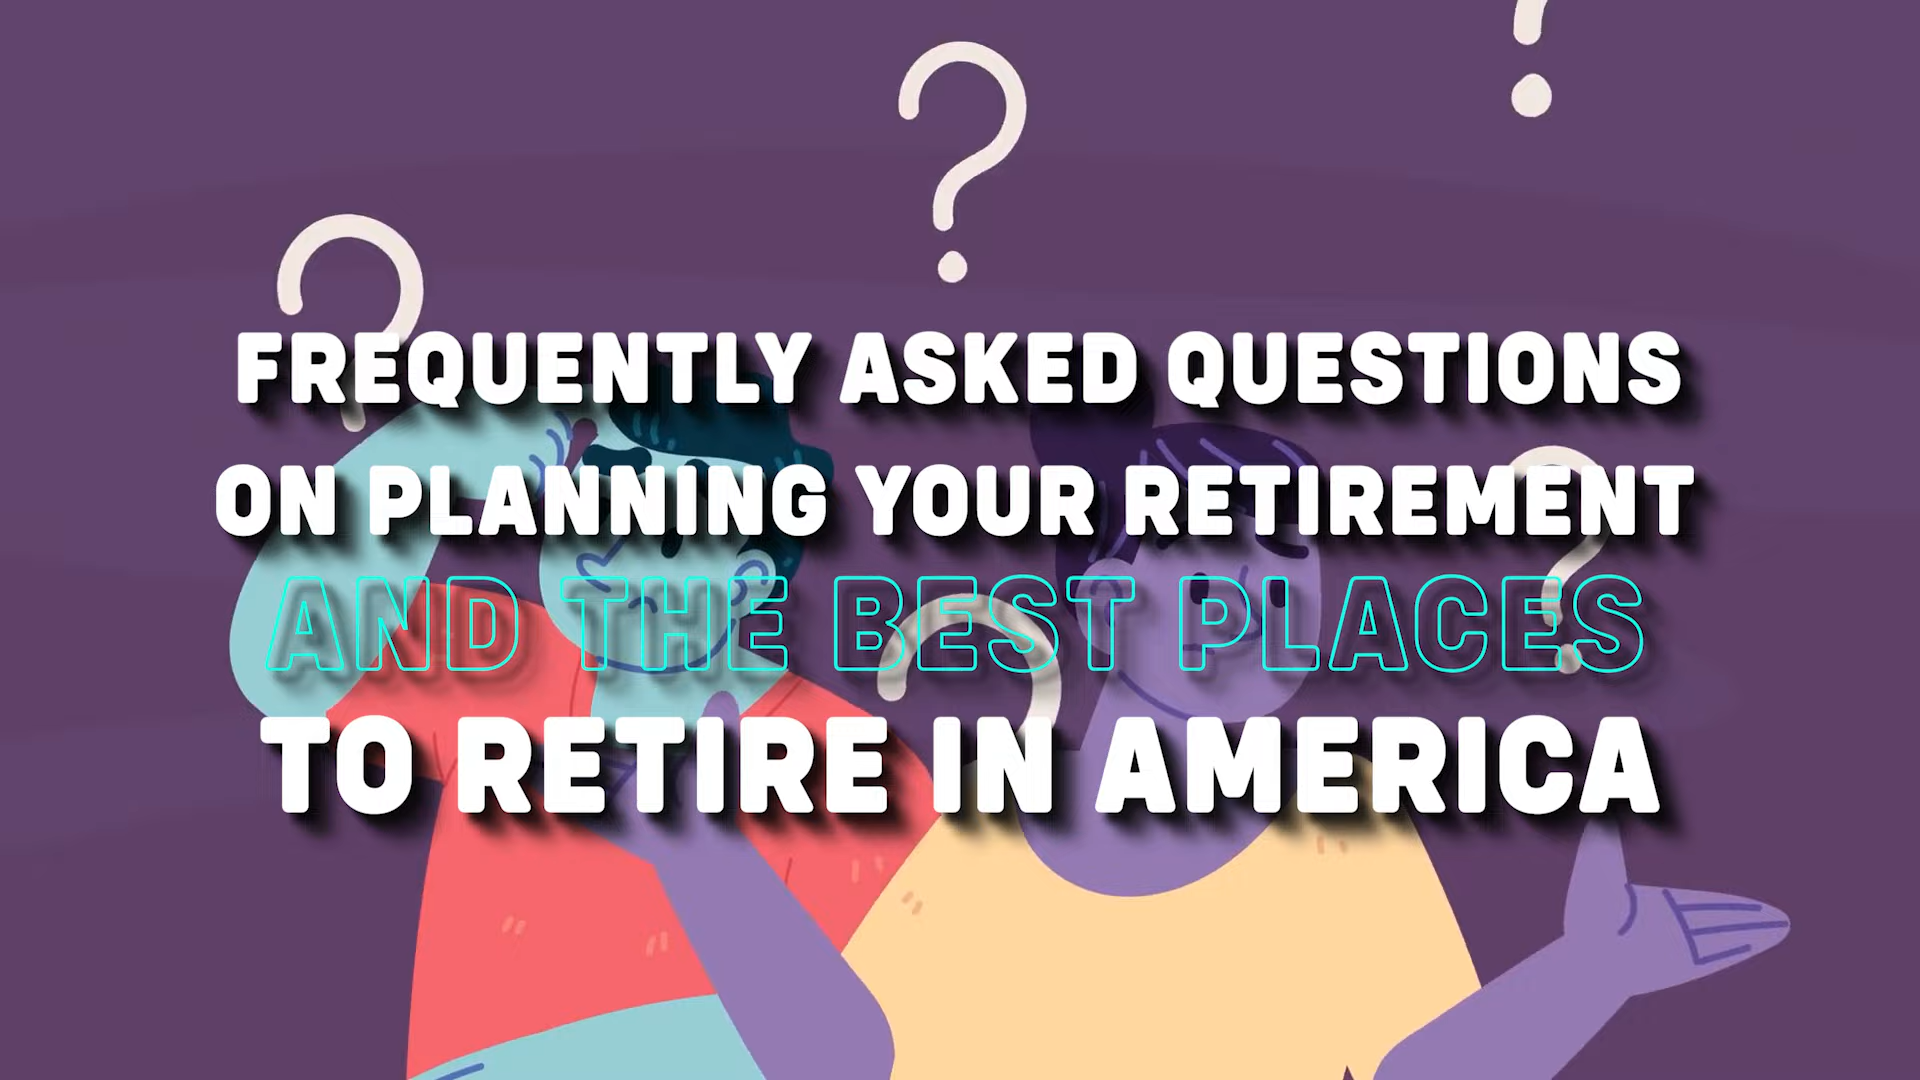 FREQUENTLY ASKED QUESTIONS
ON PLANNING YOUR RETIREMENT
AND THE BEST PLACES
TO RETIRE IN AMERICA